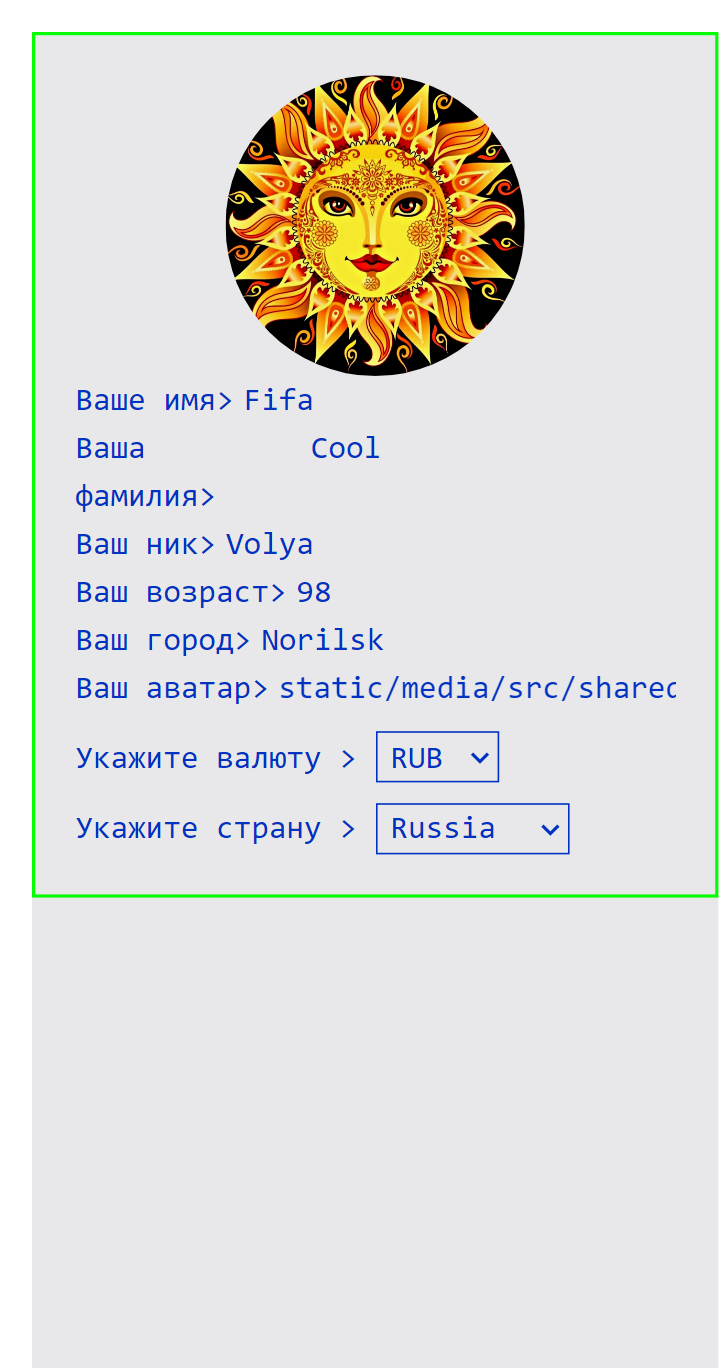 Ваше имя> Fifa
Ваша Cool
фамилия>
Ваш ник> Volya
Ваш возраст> 98
Ваш город> Norilsk
Ваш аватар> static/media/src/shared
Укажите валюту > RUB
Укажите страну > Russia